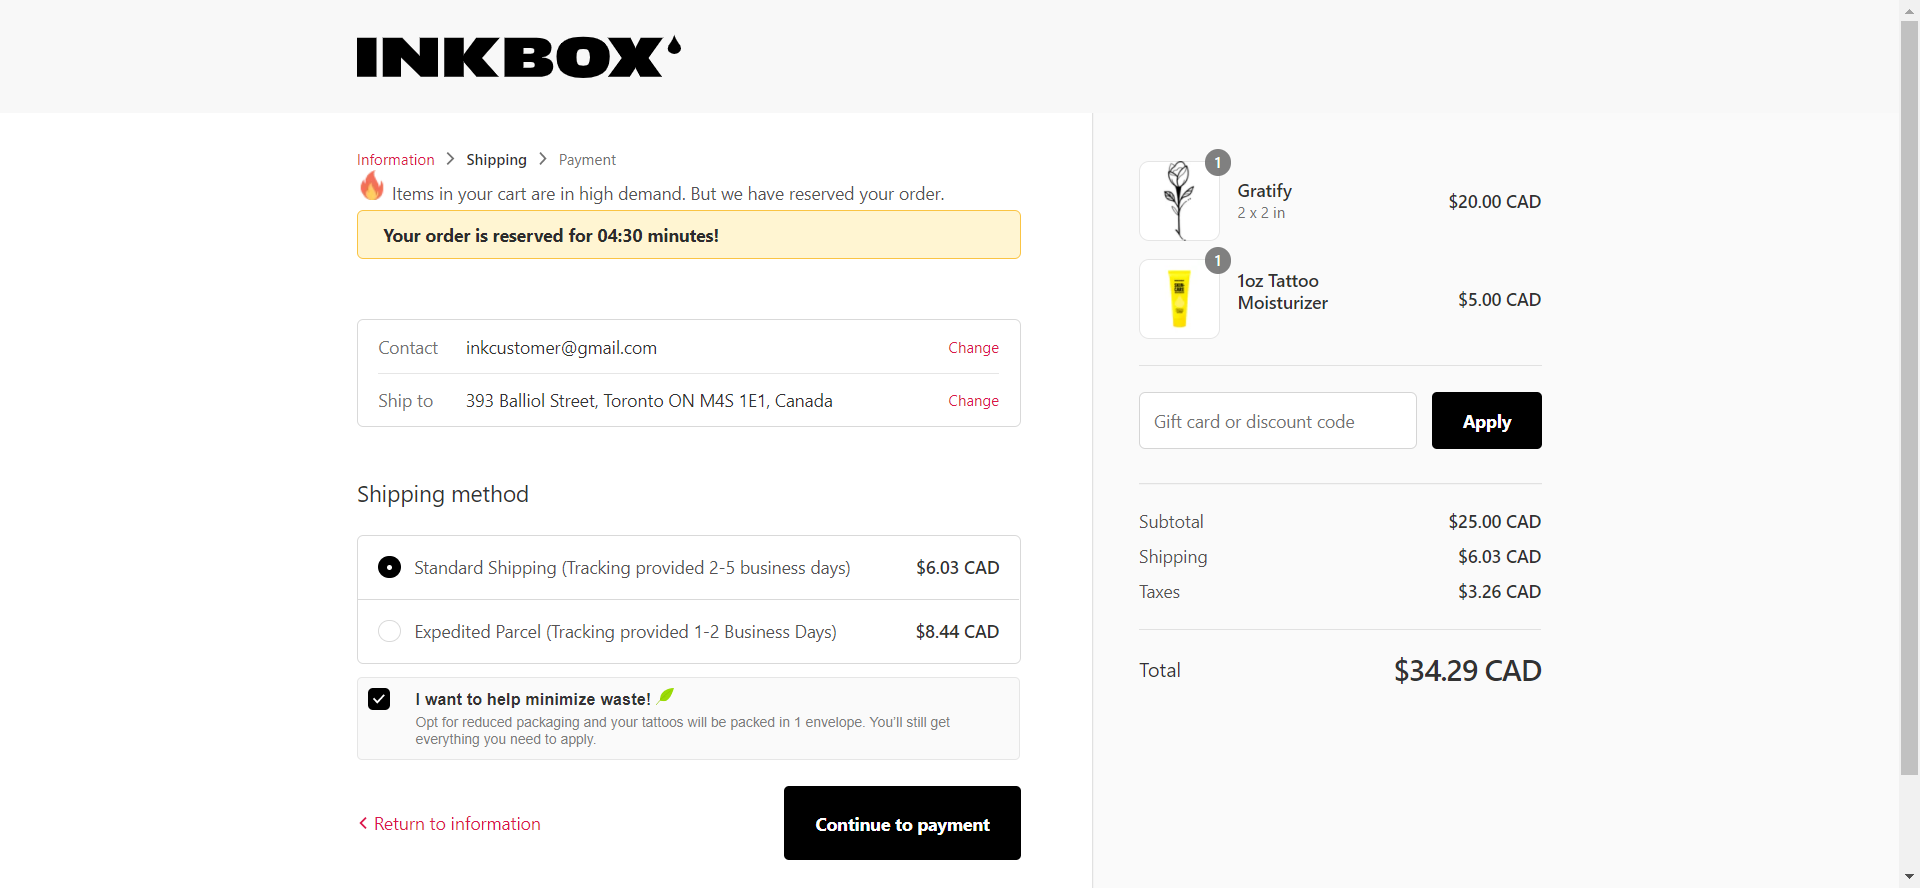 INKBOX
Information > Shipping > Payment
Items in your cart are in high demand. But we have reserved your order.
Your order is reserved for 04:30 minutes!
Contact inkcustomer@gmail.com Change
Ship to 393 Balliol Street, Toronto ON M4S 1E1, Canada Change
Shipping method
Standard Shipping (Tracking provided 2-5 business days) $6.03 CAD
Expedited Parcel (Tracking provided 1-2 Business Days) $8.44 CAD
I want to help minimize waste!
Opt for reduced packaging and your tattoos will be packed in 1 envelope. You'll still get
everything you need to apply.
< Return to information
Continue to payment
1
Gratify
2 x 2 in
$20.00 CAD
1
1oz Tattoo
Moisturizer
$5.00 CAD
Gift card or discount code
Apply
Subtotal $25.00 CAD
Shipping $6.03 CAD
Taxes $3.26 CAD
Total $34.29 CAD